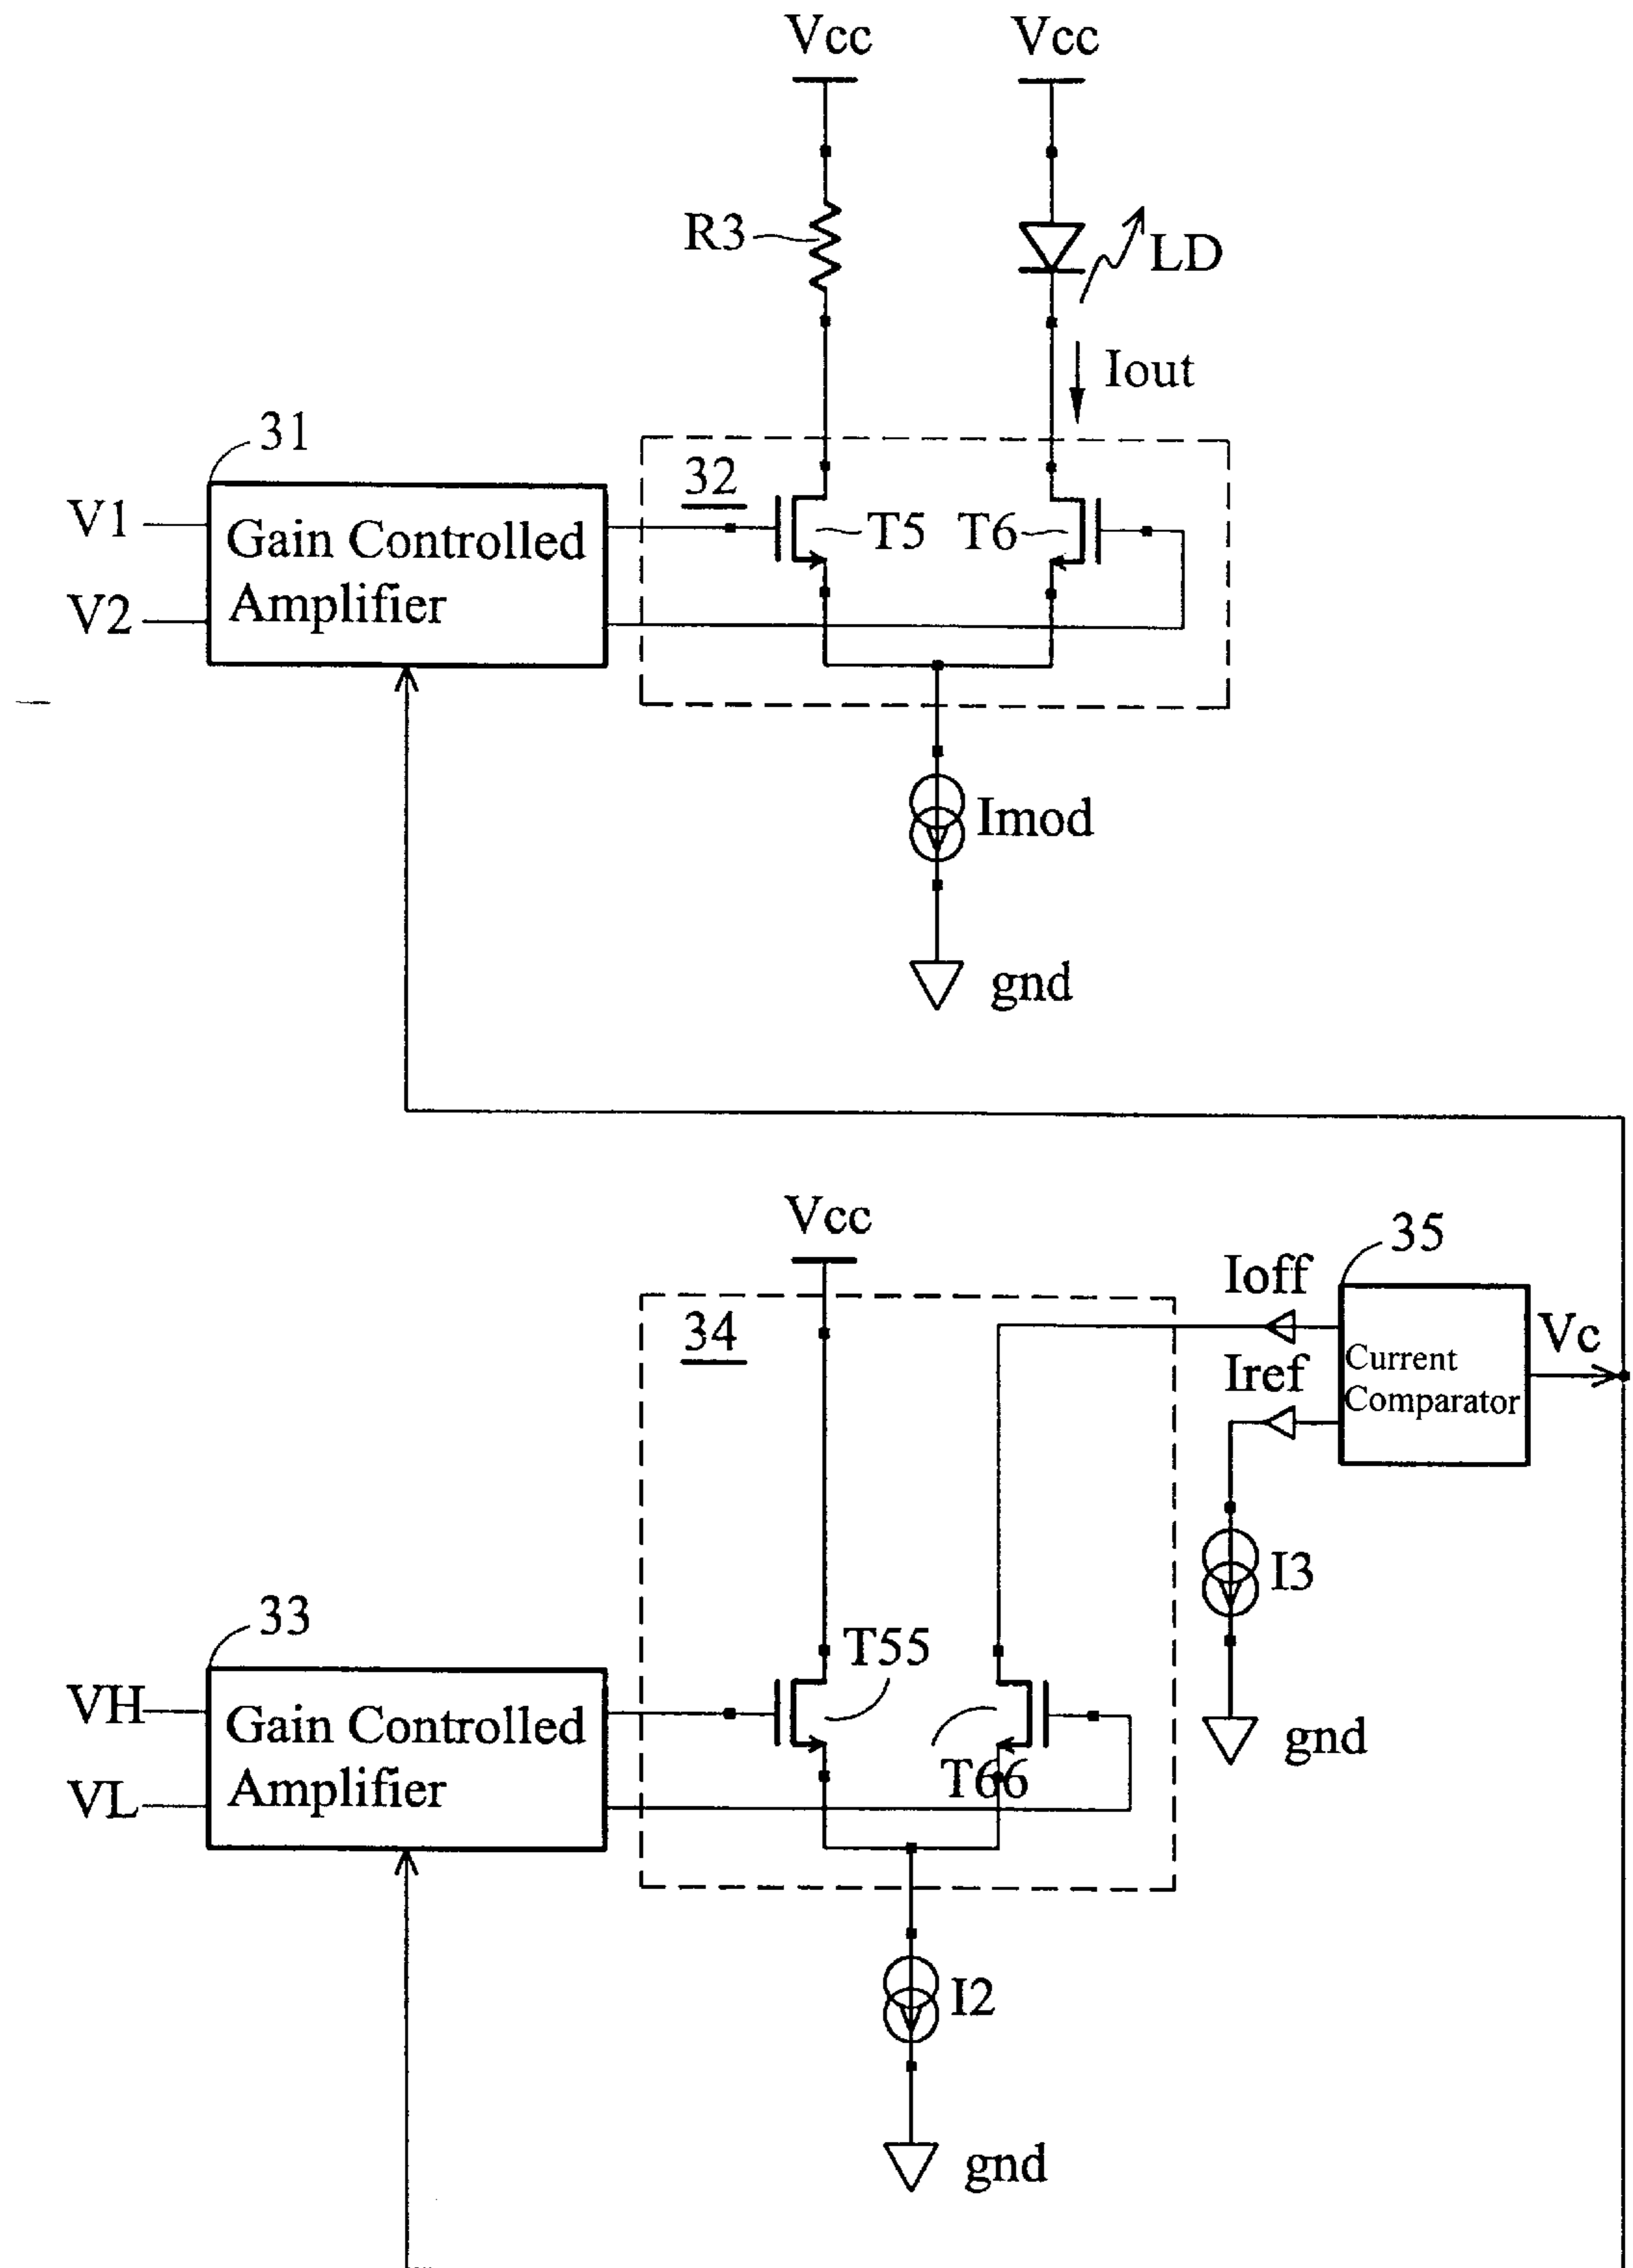 Vcc Vcc
R3
LD
Iout
31
32
V1
Gain Controlled
Amplifier
T5 T6
V2
Imod
gnd
Vcc
35
Ioff
34
Vc
Iref
Current
Comparator
I3
33
T55
VH
Gain Controlled
Amplifier
gnd
T66
VL
I2
gnd